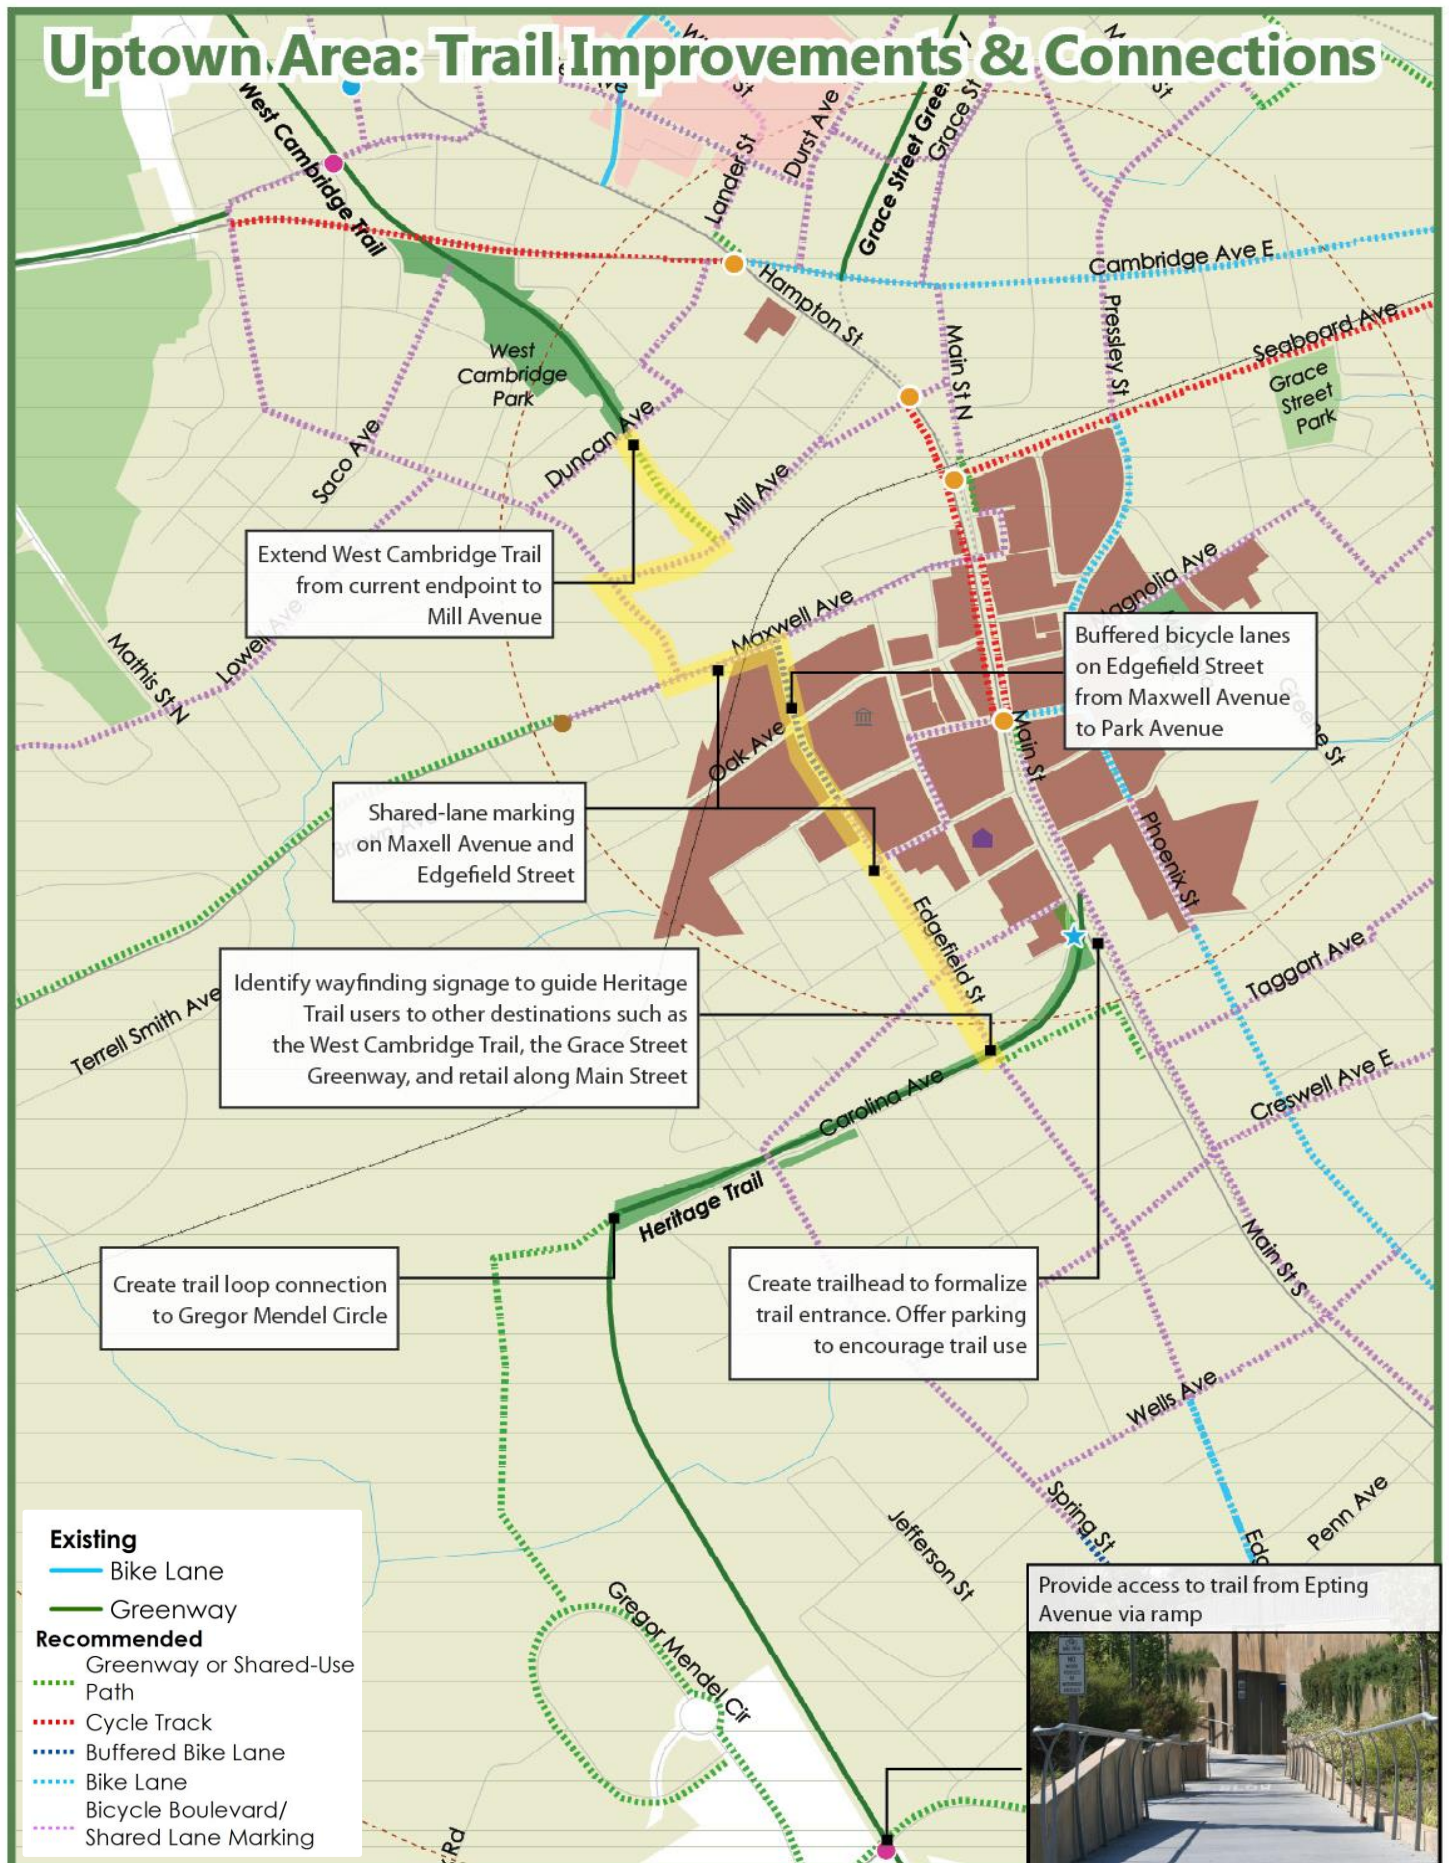 Uptown Area: Trail Improvements & Connections
West Cambridge Trail
Lander St
Durst Ave
Grace St
Hampton St
Cambridge Ave E
Main St N
Pressley St
Seaboard Ave
Grace
Street
Park
West
Cambridge
Park
Saco Ave
Duncan Ave
Mill Ave
Extend West Cambridge Trail
from current endpoint to
Mill Avenue
Maxwell Ave
Magnolia Ave
Buffered bicycle lanes
on Edgefield Street
from Maxwell Avenue
to Park Avenue
Mathis St N
Lowell Ave
Oak Ave
Main St
Shared-lane marking
on Maxell Avenue and
Edgefield Street
Phoenix St
Edgefield St
Identify wayfinding signage to guide Heritage
Trail users to other destinations such as
the West Cambridge Trail, the Grace Street
Greenway, and retail along Main Street
Terrell Smith Ave
Taggart Ave
Carolina Ave
Creswell Ave E
Heritage Trail
Create trail loop connection
to Gregor Mendel Circle
Create trailhead to formalize
trail entrance. Offer parking
to encourage trail use
Main St S
Wells Ave
Spring St
Penn Ave
Jefferson St
Gregor Mendel Cir
Existing
Bike Lane
Greenway
Recommended
Greenway or Shared-Use
Path
Cycle Track
Buffered Bike Lane
Bike Lane
Bicycle Boulevard/
Shared Lane Marking
Provide access to trail from Epting
Avenue via ramp
Rd